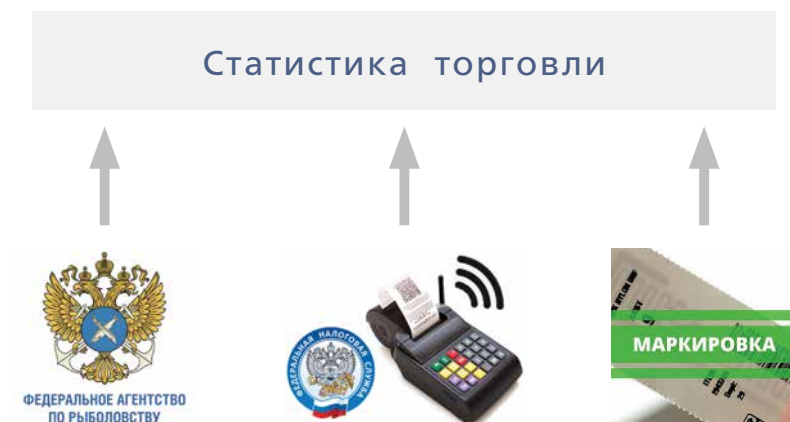 Статистика торговли
ФЕДЕРАЛЬНОЕ АГЕНТСТВО
ПО РЫБОЛОВСТВУ
ФЕДЕРАЛЬНАЯ НАЛОГОВАЯ СЛУЖБА
МАРКИРОВКА